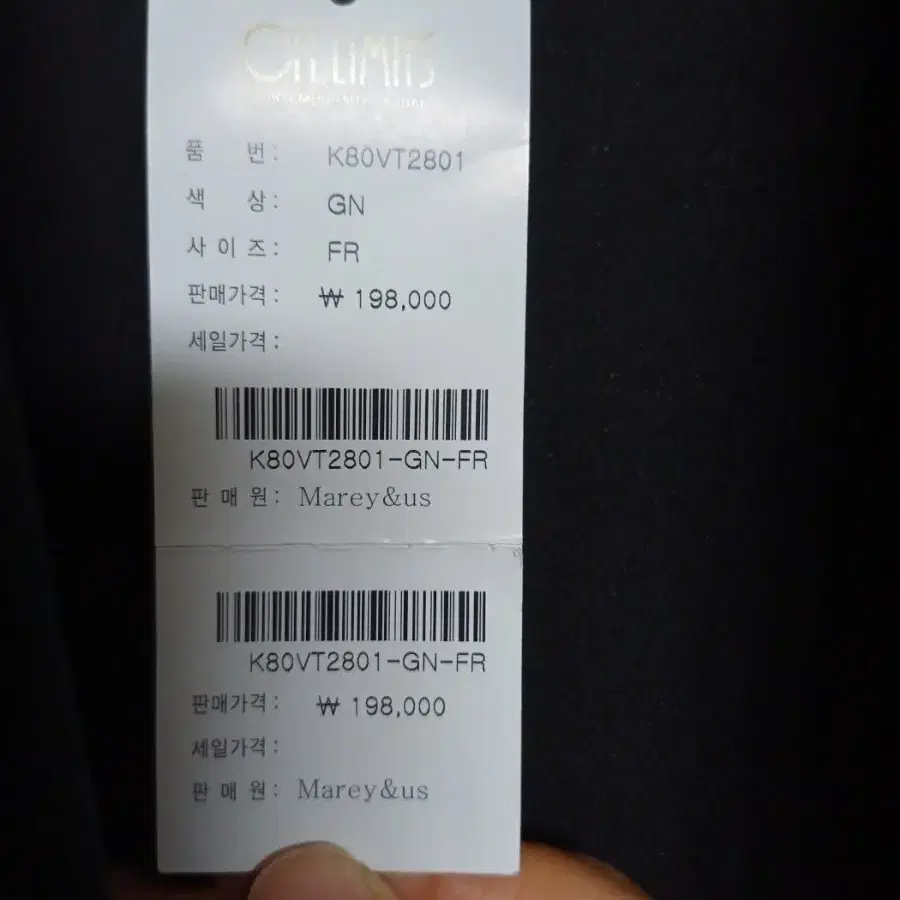 OFF LIMITS
품 번 : K80VT2801
색 상 : GN
사 이 즈 : FR
판매가격 : ₩ 198,000
세일가격 :
K80VT2801-GN-FR
판 매 원 : Marey&us
K80VT2801-GN-FR
판매가격 : ₩ 198,000
세일가격 :
판 매 원 : Marey&us